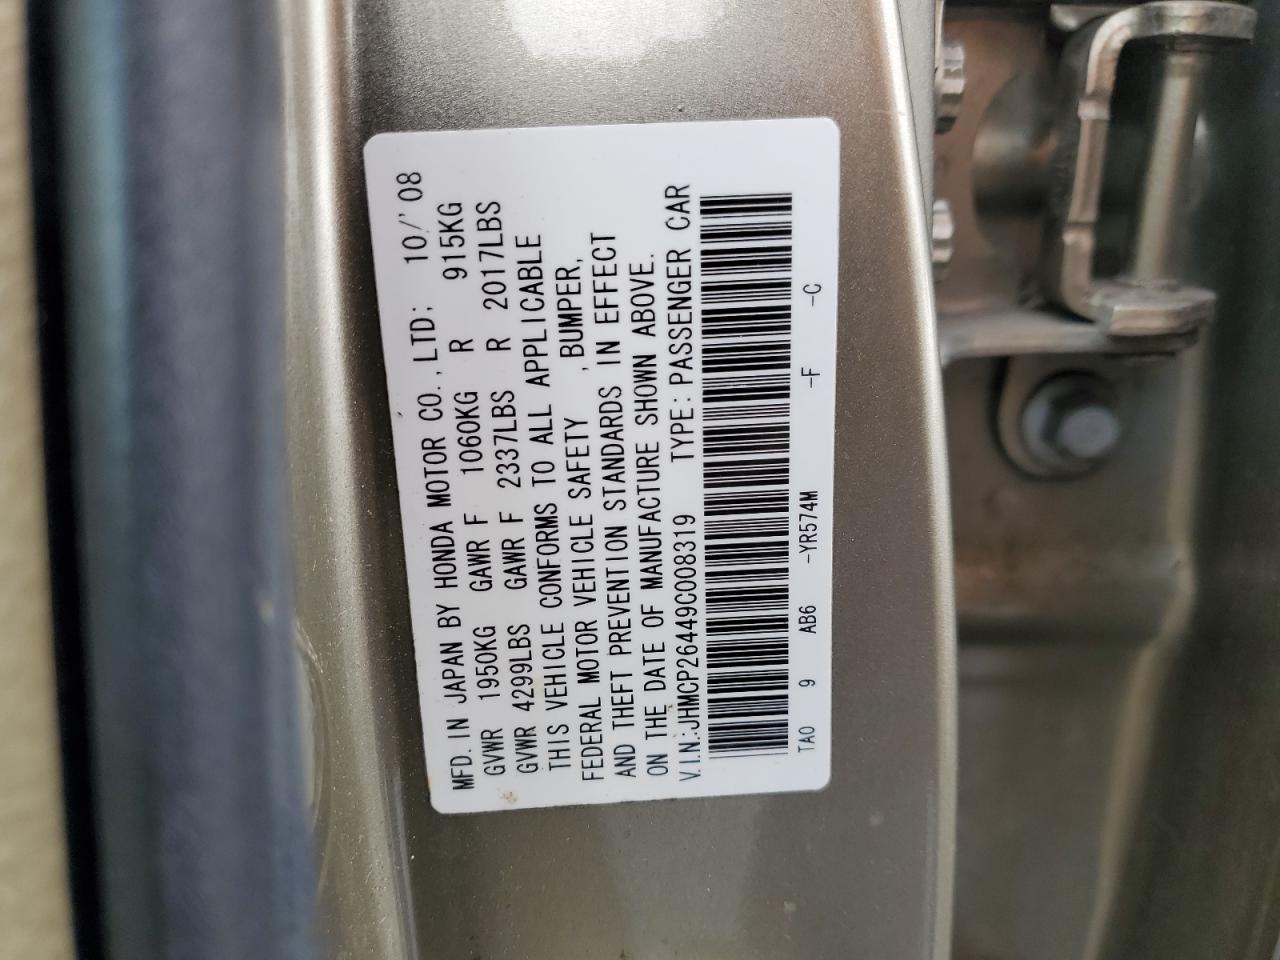 MFD. IN JAPAN BY HONDA MOTOR CO., LTD; 10/'08
GVWR 1950KG GAWR F 1060KG R 915KG
GVWR 4299LBS GAWR F 2337LBS R 2017LBS
THIS VEHICLE CONFORMS TO ALL APPLICABLE
FEDERAL MOTOR VEHICLE SAFETY ,BUMPER,
AND THEFT PREVENTION STANDARDS IN EFFECT
ON THE DATE OF MANUFACTURE SHOWN ABOVE.
V.I.N.:JHMCP26449C008319 TYPE: PASSENGER CAR
TA0 9 AB6 -YR574M -F -C